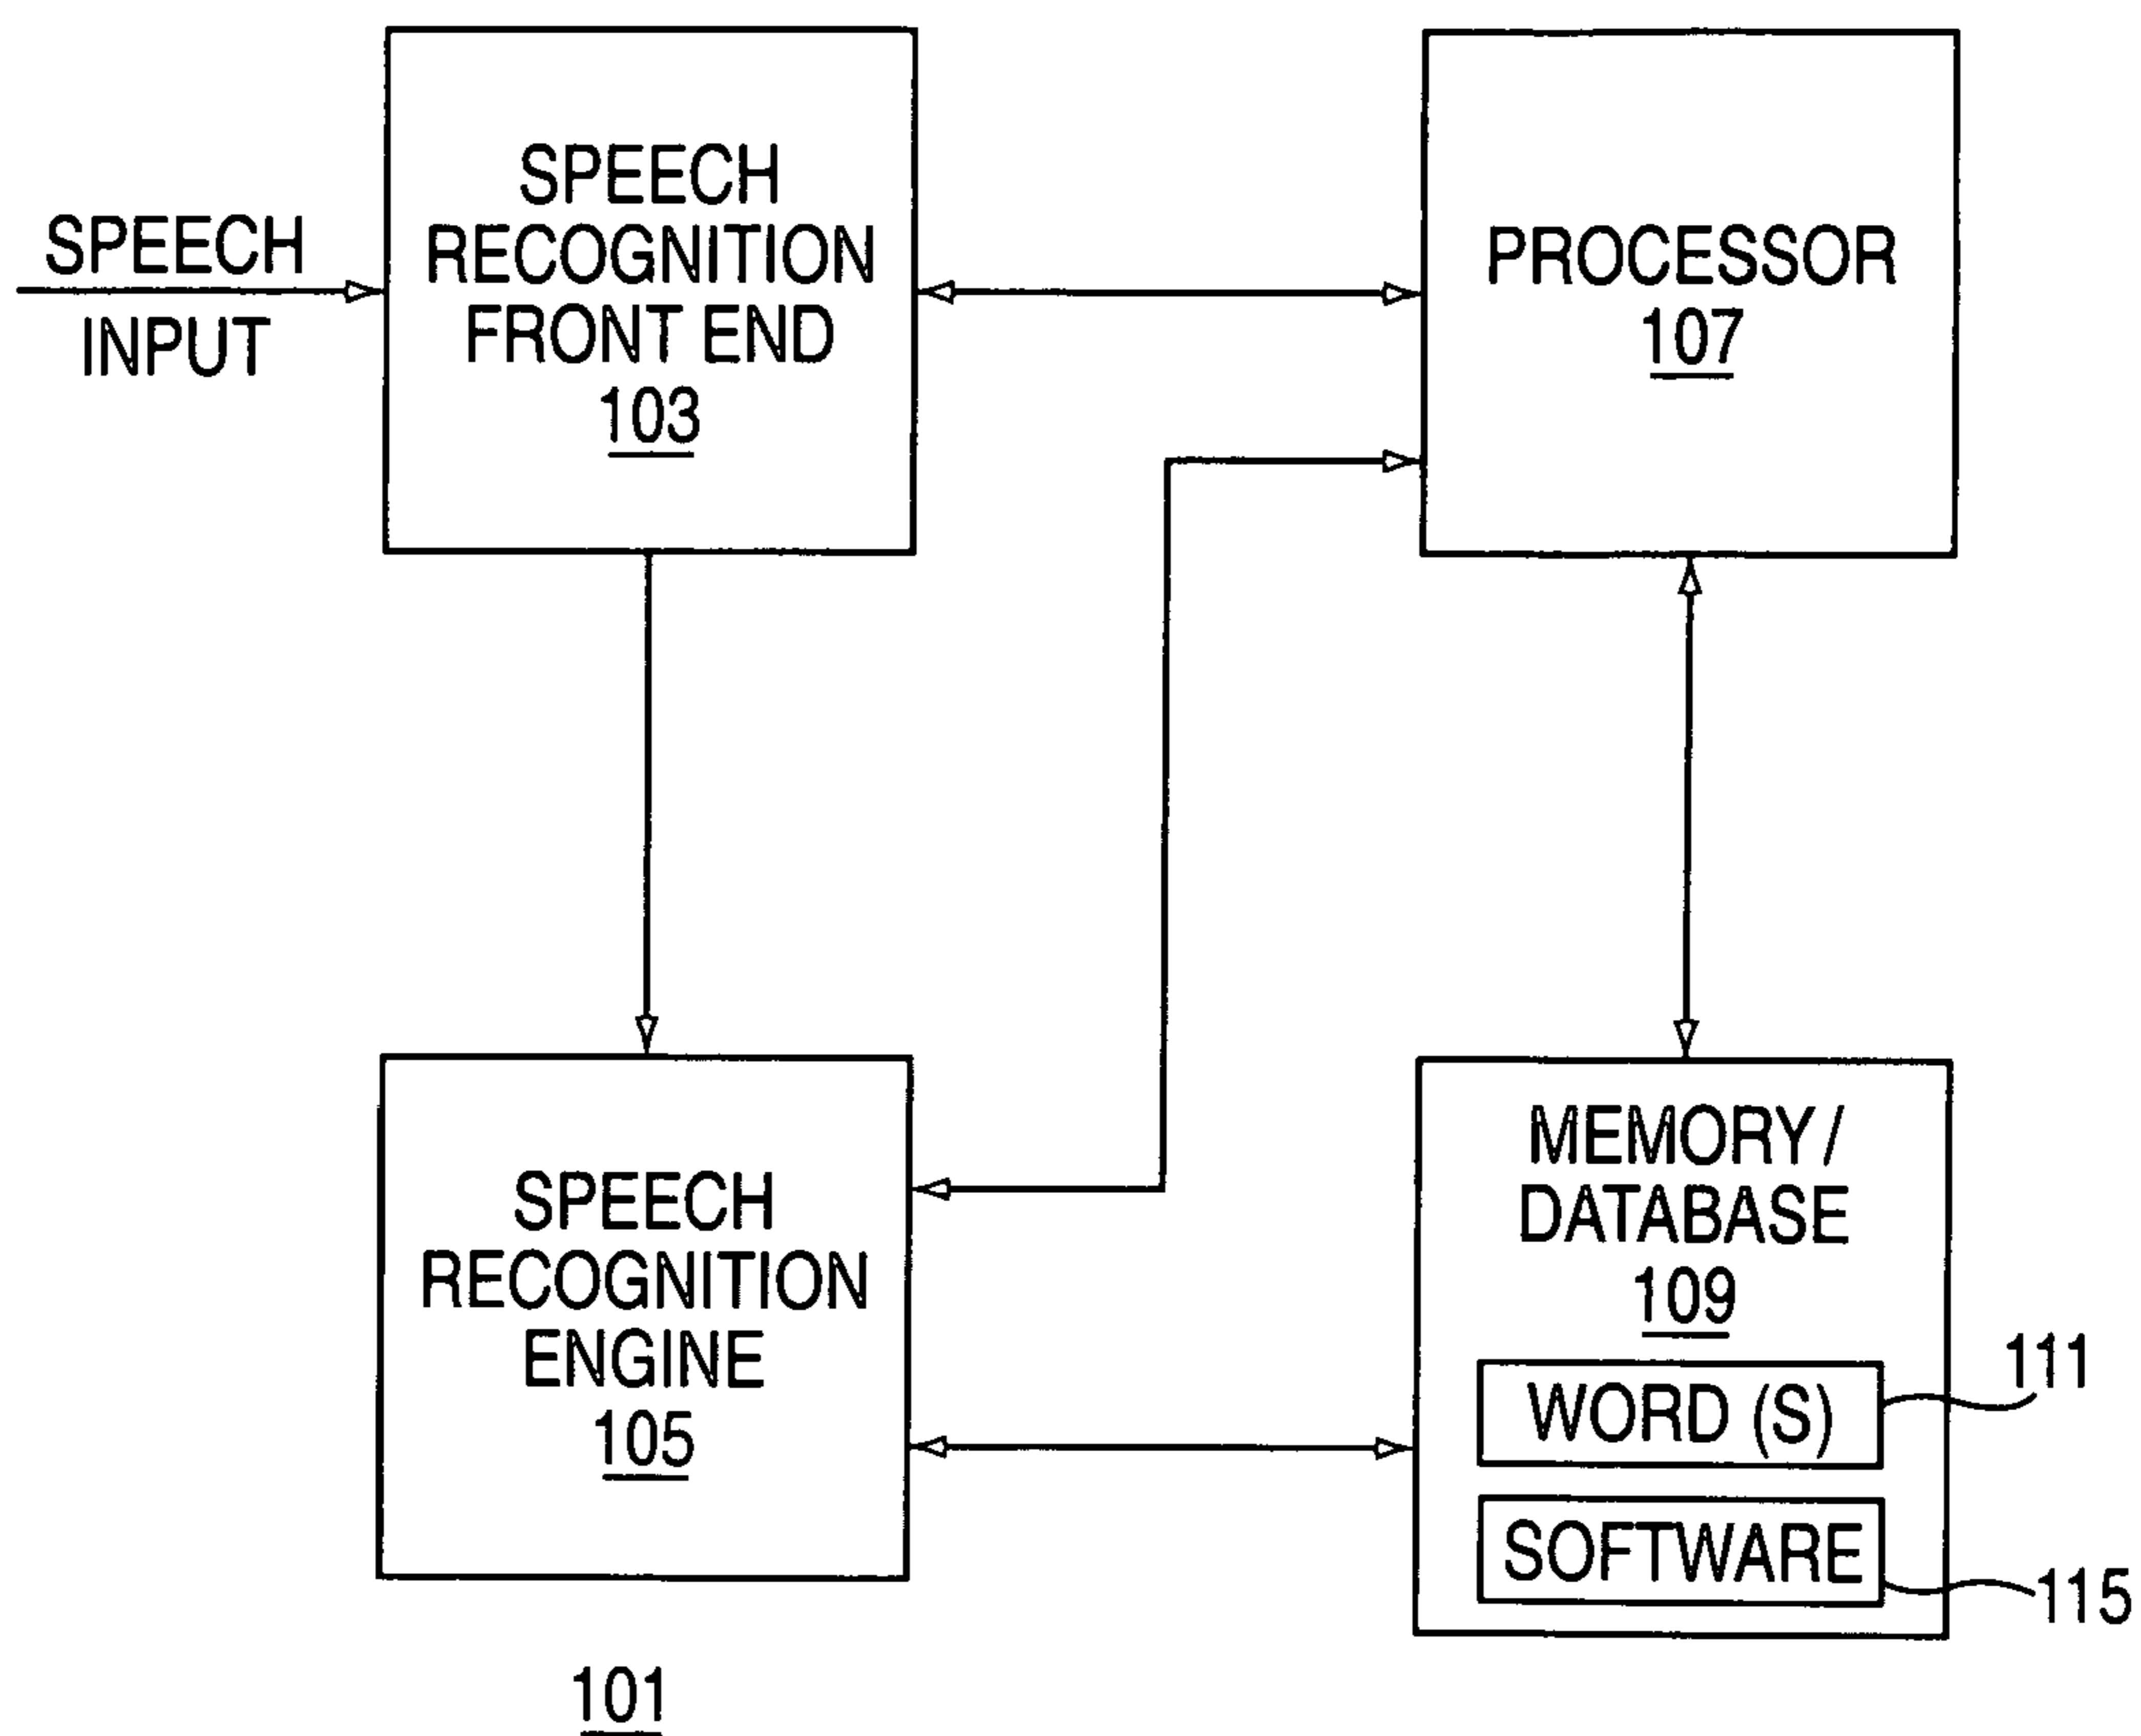 SPEECH
INPUT
SPEECH
RECOGNITION
FRONT END
103
PROCESSOR
107
SPEECH
RECOGNITION
ENGINE
105
MEMORY/
DATABASE
109
WORD (S)
111
SOFTWARE
115
101